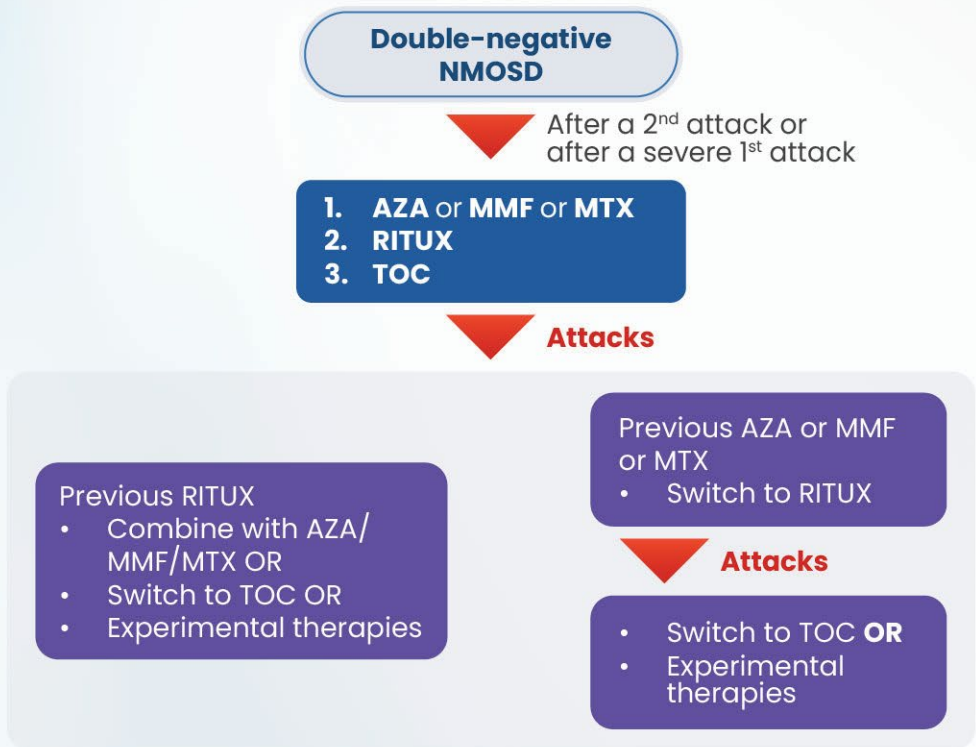 Double-negative
NMOSD
After a 2nd attack or
after a severe 1st attack
1. AZA or MMF or MTX
2. RITUX
3. TOC
Attacks
Previous RITUX
• Combine with AZA/
MMF/MTX OR
• Switch to TOC OR
• Experimental therapies
Previous AZA or MMF
or MTX
• Switch to RITUX
Attacks
• Switch to TOC OR
• Experimental
therapies